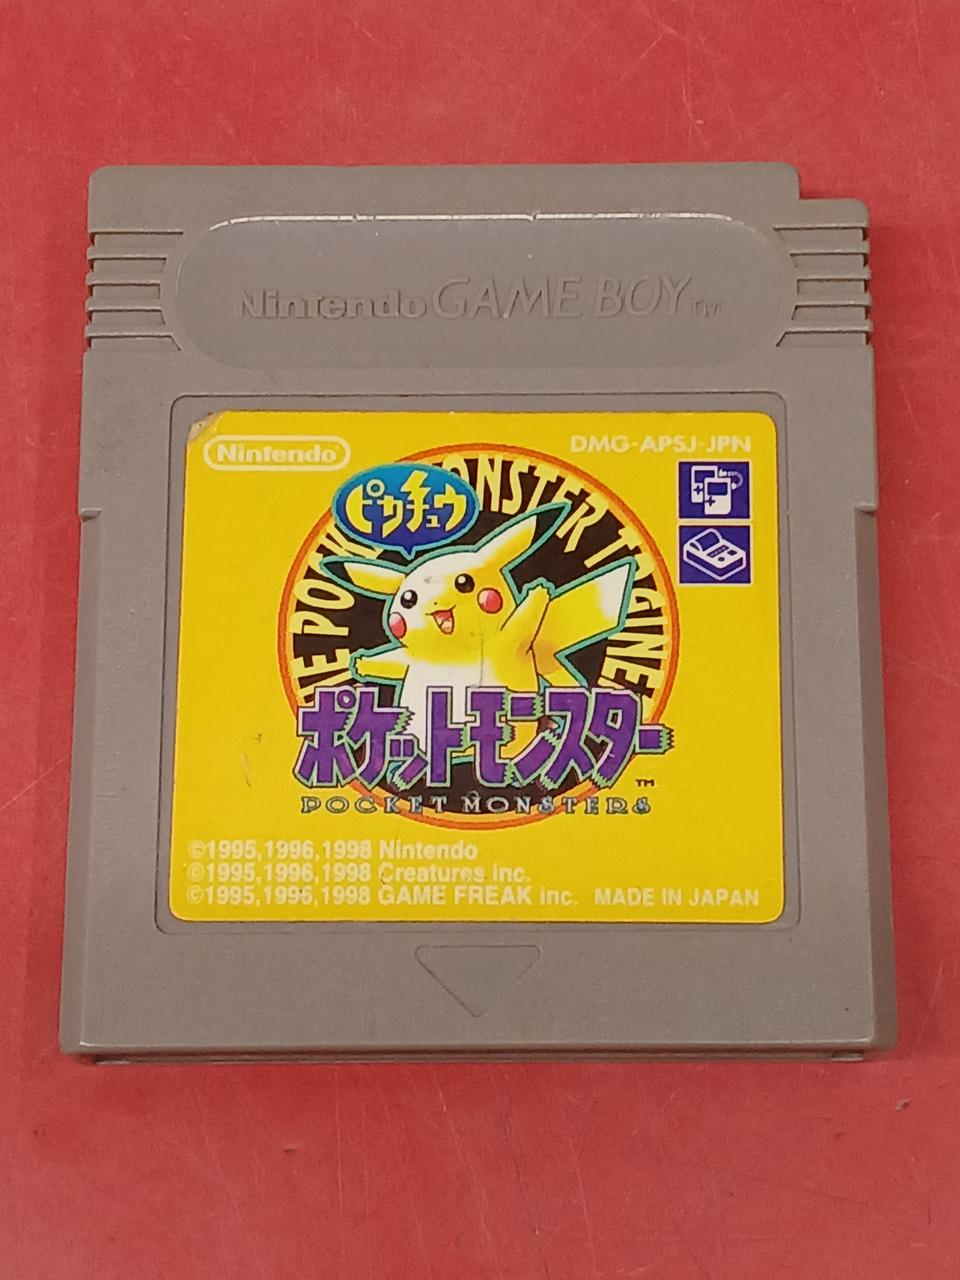 Nintendo GAME BOY TM
Nintendo
DMG-APSJ-JPN
ピカチュウ
ポケットモンスター
TM
POCKET MONSTERS
©1995,1996,1998 Nintendo
©1995,1996,1998 Creatures inc.
©1995,1996,1998 GAME FREAK inc. MADE IN JAPAN